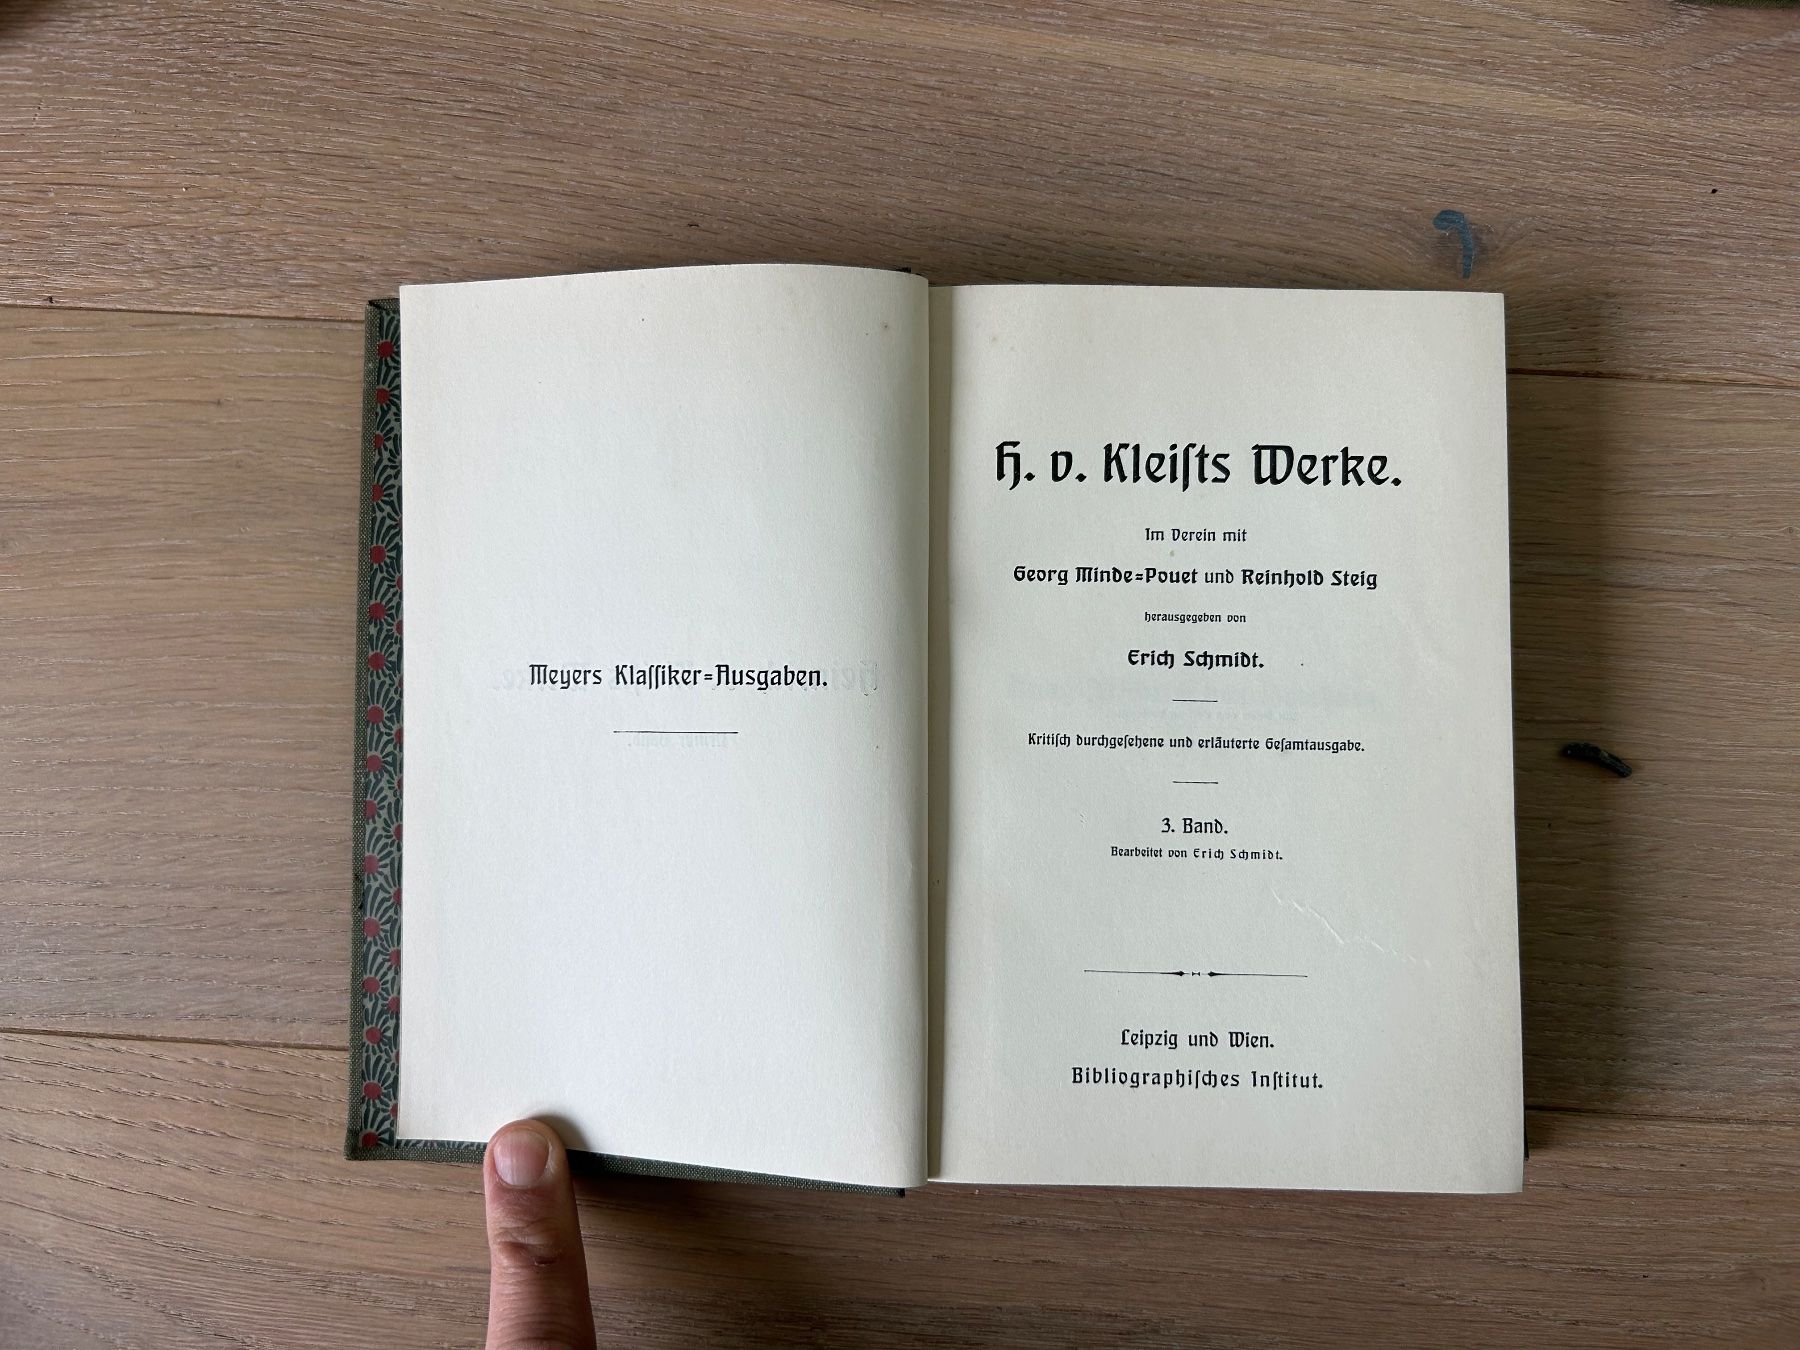 Meyers Klaſſiker=Ausgaben.
H. v. Kleiſts Werke.
Im Verein mit
Georg Minde=Pouet und Reinhold Steig
herausgegeben von
Erich Schmidt.
Kritiſch durchgeſehene und erläuterte Geſamtausgabe.
3. Band.
Bearbeitet von Erich Schmidt.
Leipzig und Wien.
Bibliographiſches Inſtitut.